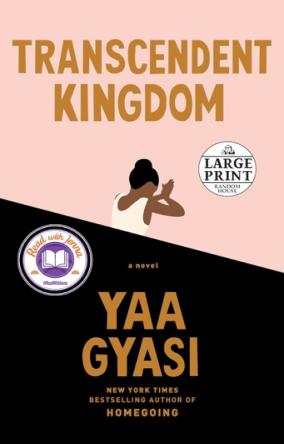 TRANSCENDENT
KINGDOM
LARGE
PRINT
RANDOM
HOUSE
Read with Jenna
a novel
YAA
GYASI
NEW YORK TIMES
BESTSELLING AUTHOR OF
HOMEGOING